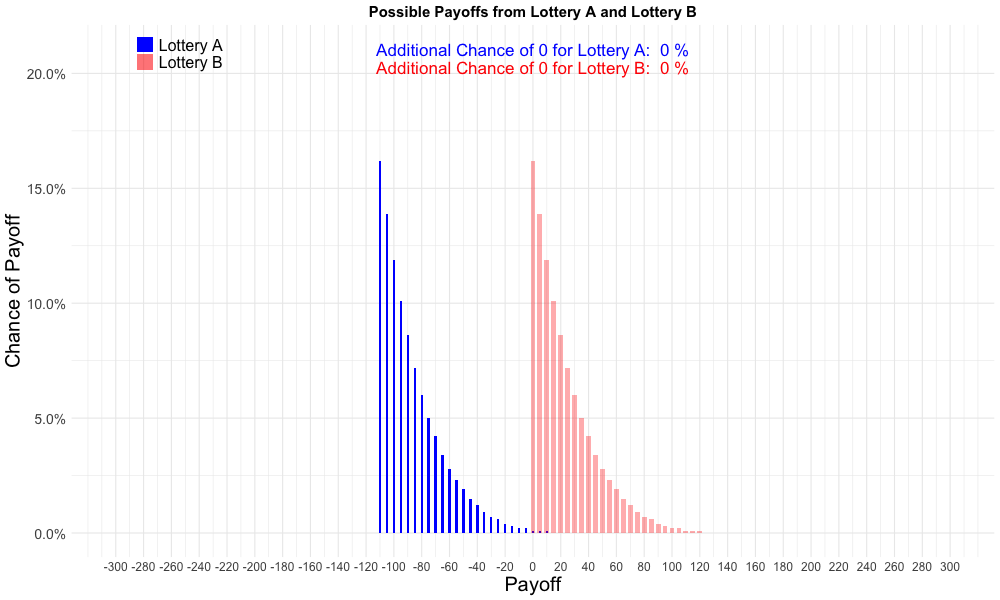 Possible Payoffs from Lottery A and Lottery B
Lottery A
Lottery B
Additional Chance of 0 for Lottery A:  0 %
Additional Chance of 0 for Lottery B:  0 %
Chance of Payoff
20.0%
15.0%
10.0%
5.0%
0.0%
-300 -280 -260 -240 -220 -200 -180 -160 -140 -120 -100 -80 -60 -40 -20 0 20 40 60 80 100 120 140 160 180 200 220 240 260 280 300
Payoff